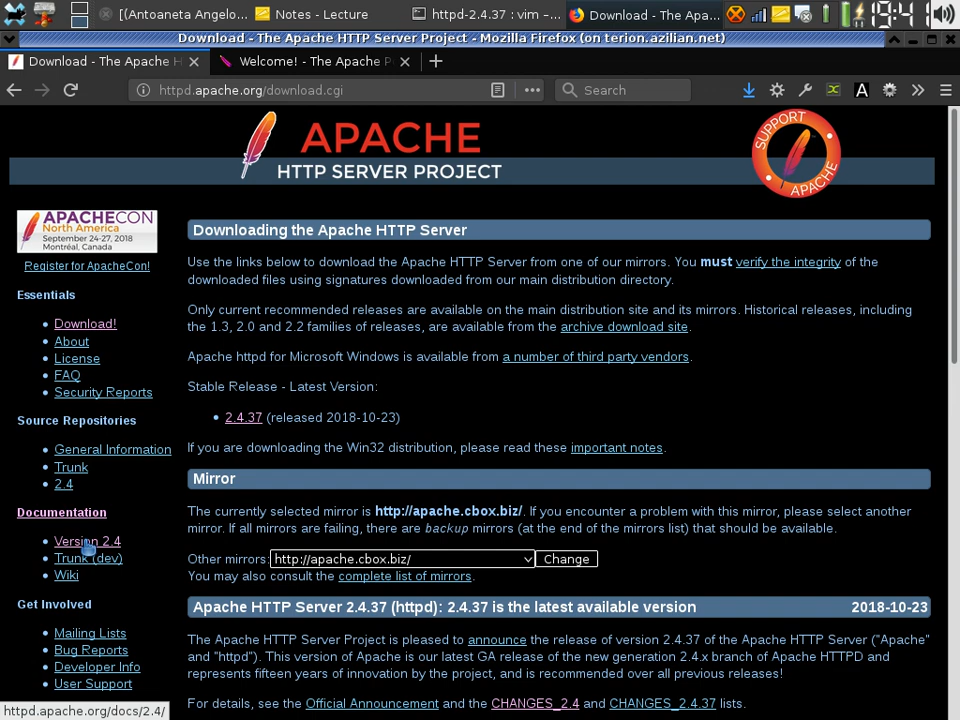 [(Antoaneta Angelo...
Notes - Lecture
httpd-2.4.37 : vim –...
Download - The Apa...
19:41
Download - The Apache HTTP Server Project - Mozilla Firefox (on terion.azilian.net)
Download - The Apache H
Welcome! - The Apache P
httpd.apache.org/download.cgi
Search
APACHE
HTTP SERVER PROJECT
SUPPORT
APACHE
APACHECON
North America
September 24-27, 2018
Montréal, Canada
Register for ApacheCon!
Essentials
Download!
About
License
FAQ
Security Reports
Source Repositories
General Information
Trunk
2.4
Documentation
Version 2.4
Trunk (dev)
Wiki
Get Involved
Mailing Lists
Bug Reports
Developer Info
User Support
Downloading the Apache HTTP Server
Use the links below to download the Apache HTTP Server from one of our mirrors. You must verify the integrity of the
downloaded files using signatures downloaded from our main distribution directory.
Only current recommended releases are available on the main distribution site and its mirrors. Historical releases, including
the 1.3, 2.0 and 2.2 families of releases, are available from the archive download site.
Apache httpd for Microsoft Windows is available from a number of third party vendors.
Stable Release - Latest Version:
2.4.37 (released 2018-10-23)
If you are downloading the Win32 distribution, please read these important notes.
Mirror
The currently selected mirror is http://apache.cbox.biz/. If you encounter a problem with this mirror, please select another
mirror. If all mirrors are failing, there are backup mirrors (at the end of the mirrors list) that should be available.
Other mirrors: http://apache.cbox.biz/ Change
You may also consult the complete list of mirrors.
Apache HTTP Server 2.4.37 (httpd): 2.4.37 is the latest available version 2018-10-23
The Apache HTTP Server Project is pleased to announce the release of version 2.4.37 of the Apache HTTP Server ("Apache"
and "httpd"). This version of Apache is our latest GA release of the new generation 2.4.x branch of Apache HTTPD and
represents fifteen years of innovation by the project, and is recommended over all previous releases!
For details, see the Official Announcement and the CHANGES_2.4 and CHANGES_2.4.37 lists.
httpd.apache.org/docs/2.4/